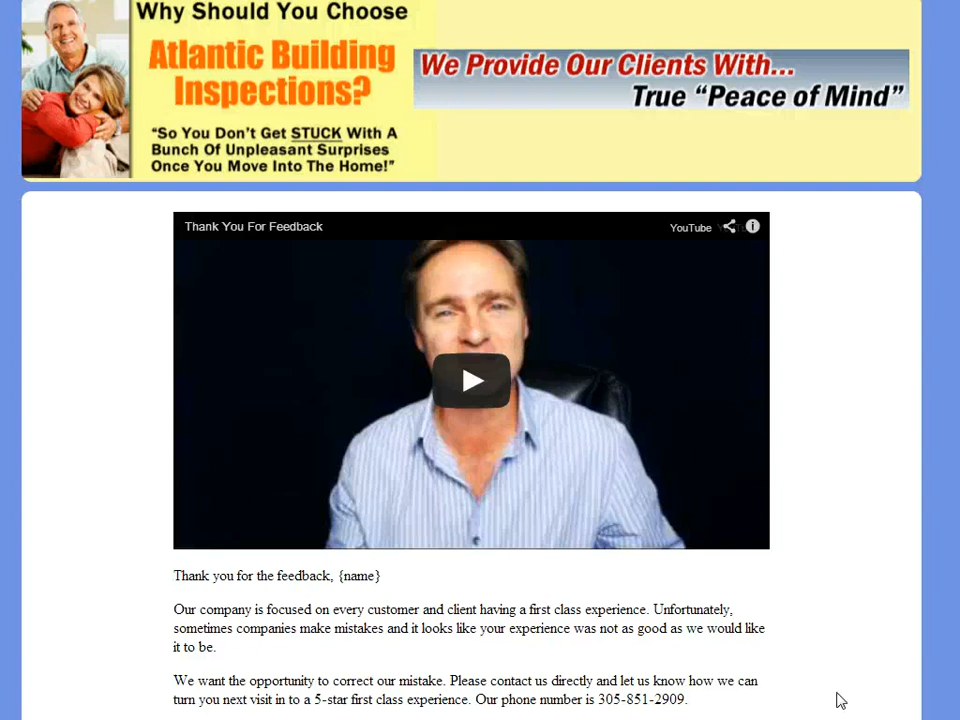 Why Should You Choose
Atlantic Building
Inspections?
"So You Don't Get STUCK With A
Bunch Of Unpleasant Surprises
Once You Move Into The Home!"
We Provide Our Clients With...
True "Peace of Mind"
Thank You For Feedback
YouTube
Thank you for the feedback, {name}
Our company is focused on every customer and client having a first class experience. Unfortunately,
sometimes companies make mistakes and it looks like your experience was not as good as we would like
it to be.
We want the opportunity to correct our mistake. Please contact us directly and let us know how we can
turn you next visit in to a 5-star first class experience. Our phone number is 305-851-2909.